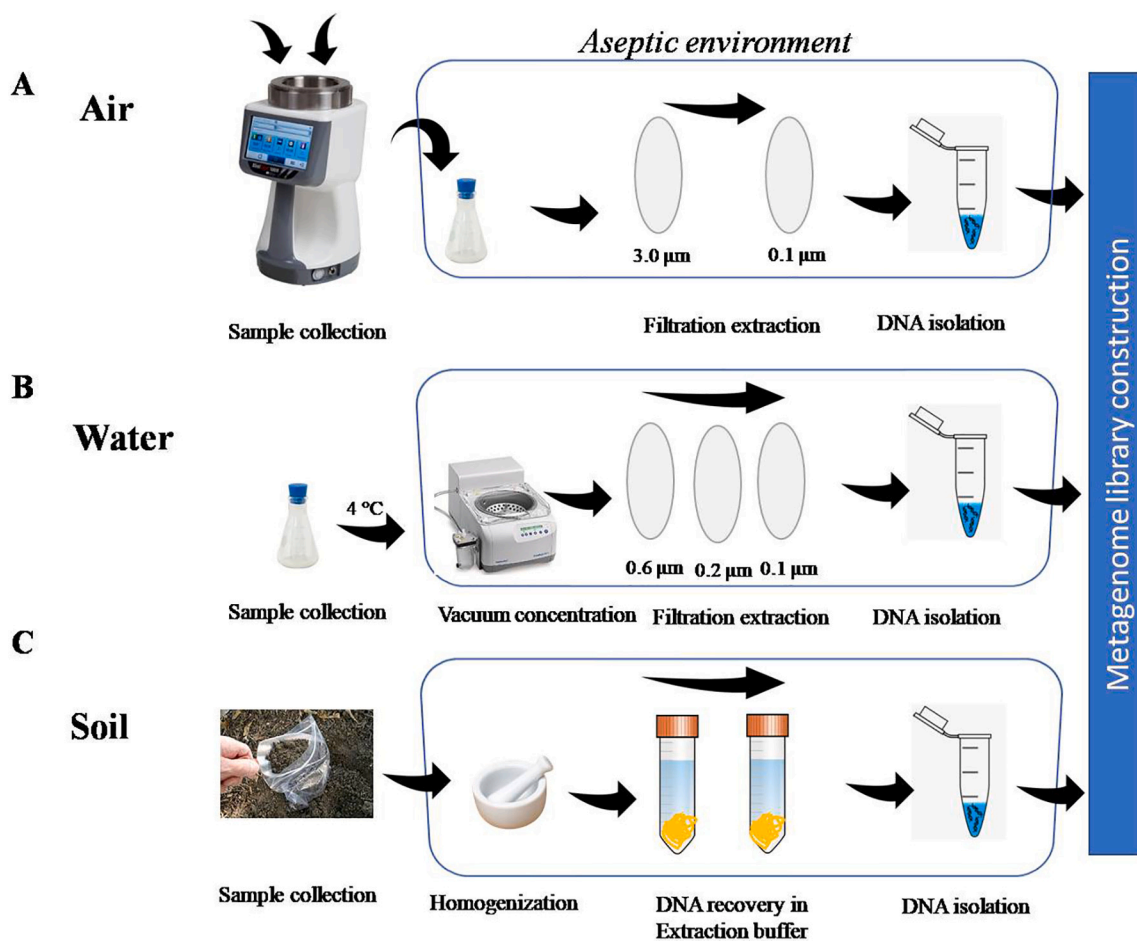 Aseptic environment
A
Air
3.0 μm
0.1 μm
Sample collection
Filtration extraction
DNA isolation
B
Water
4 °C
0.6 μm
0.2 μm
0.1 μm
Sample collection
Vacuum concentration
Filtration extraction
DNA isolation
C
Soil
Sample collection
Homogenization
DNA recovery in
Extraction buffer
DNA isolation
Metagenome library construction